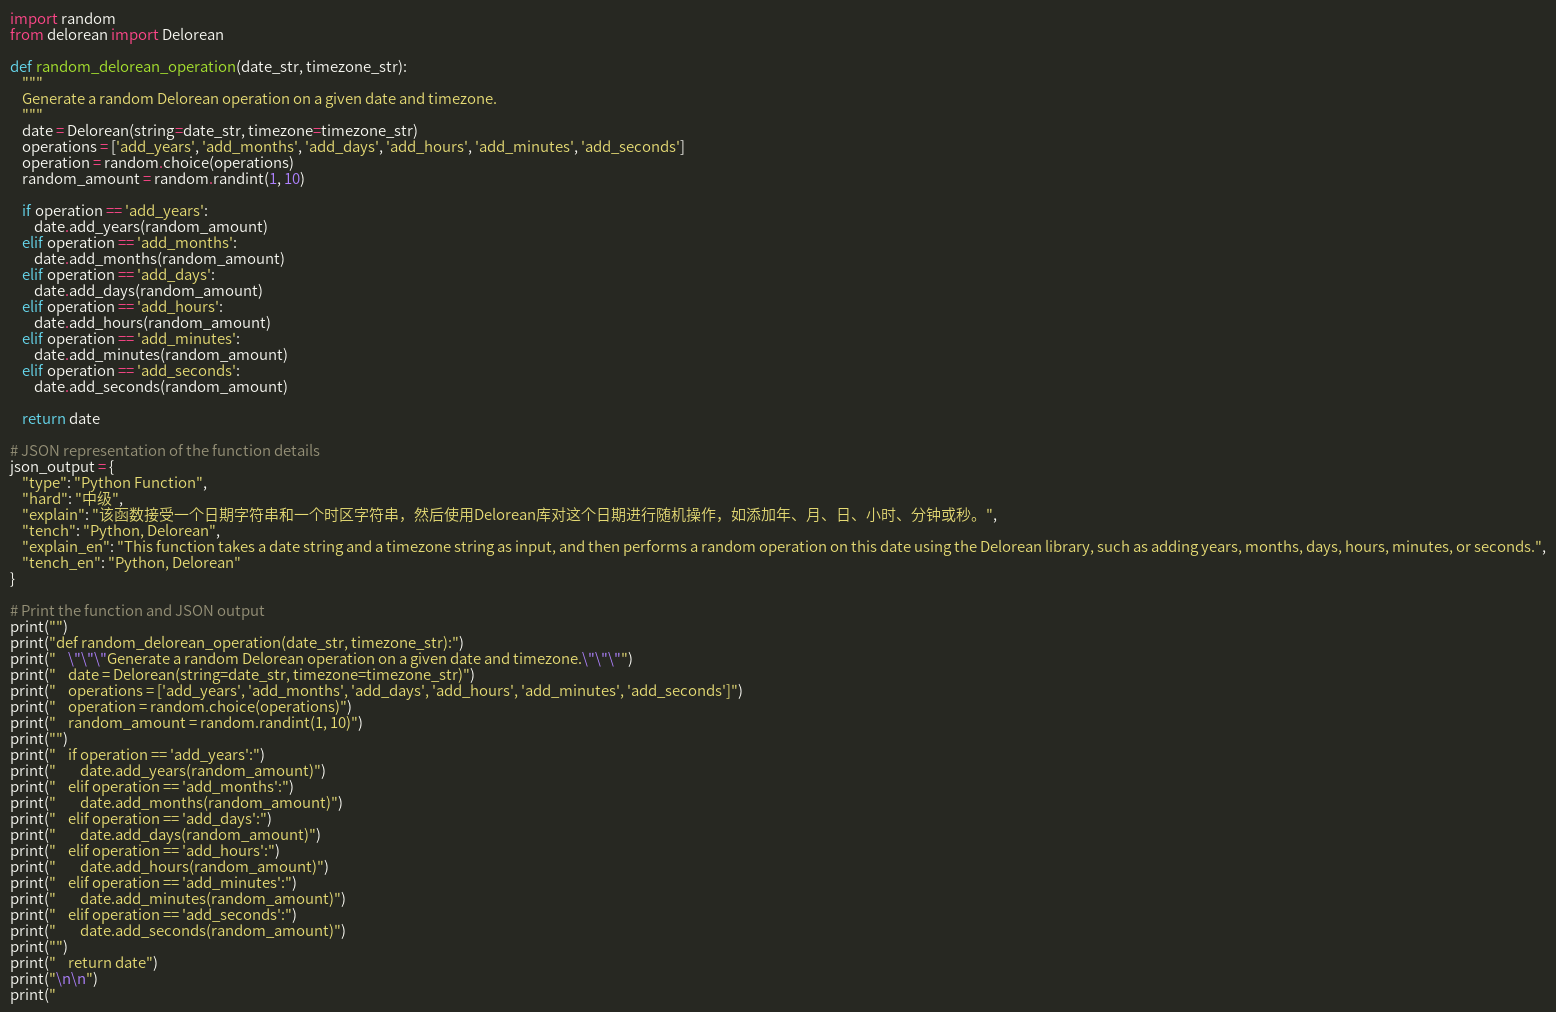 import random
from delorean import Delorean

def random_delorean_operation(date_str, timezone_str):
    """
    Generate a random Delorean operation on a given date and timezone.
    """
    date = Delorean(string=date_str, timezone=timezone_str)
    operations = ['add_years', 'add_months', 'add_days', 'add_hours', 'add_minutes', 'add_seconds']
    operation = random.choice(operations)
    random_amount = random.randint(1, 10)

    if operation == 'add_years':
        date.add_years(random_amount)
    elif operation == 'add_months':
        date.add_months(random_amount)
    elif operation == 'add_days':
        date.add_days(random_amount)
    elif operation == 'add_hours':
        date.add_hours(random_amount)
    elif operation == 'add_minutes':
        date.add_minutes(random_amount)
    elif operation == 'add_seconds':
        date.add_seconds(random_amount)

    return date

# JSON representation of the function details
json_output = {
    "type": "Python Function",
    "hard": "中级",
    "explain": "该函数接受一个日期字符串和一个时区字符串，然后使用Delorean库对这个日期进行随机操作，如添加年、月、日、小时、分钟或秒。",
    "tench": "Python, Delorean",
    "explain_en": "This function takes a date string and a timezone string as input, and then performs a random operation on this date using the Delorean library, such as adding years, months, days, hours, minutes, or seconds.",
    "tench_en": "Python, Delorean"
}

# Print the function and JSON output
print("")
print("def random_delorean_operation(date_str, timezone_str):")
print("    \"\"\"Generate a random Delorean operation on a given date and timezone.\"\"\"")
print("    date = Delorean(string=date_str, timezone=timezone_str)")
print("    operations = ['add_years', 'add_months', 'add_days', 'add_hours', 'add_minutes', 'add_seconds']")
print("    operation = random.choice(operations)")
print("    random_amount = random.randint(1, 10)")
print("")
print("    if operation == 'add_years':")
print("        date.add_years(random_amount)")
print("    elif operation == 'add_months':")
print("        date.add_months(random_amount)")
print("    elif operation == 'add_days':")
print("        date.add_days(random_amount)")
print("    elif operation == 'add_hours':")
print("        date.add_hours(random_amount)")
print("    elif operation == 'add_minutes':")
print("        date.add_minutes(random_amount)")
print("    elif operation == 'add_seconds':")
print("        date.add_seconds(random_amount)")
print("")
print("    return date")
print("\n\n")
print("